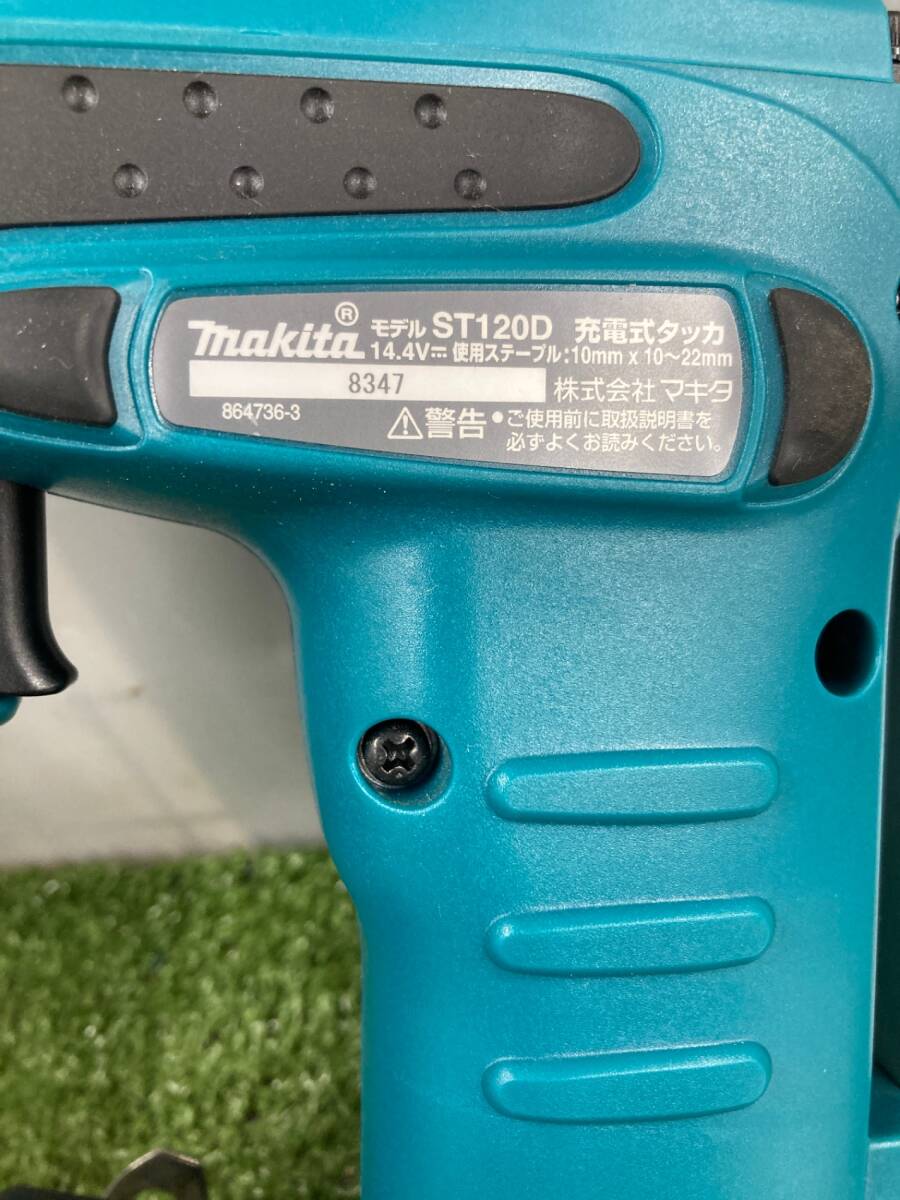 makita® モデル ST120D 充電式タッカ
14.4V⎓ 使用ステープル:10mm x 10~22mm
8347 株式会社 マキタ
864736-3 ⚠警告 • ご使用前に取扱説明書を
必ずよくお読みください。